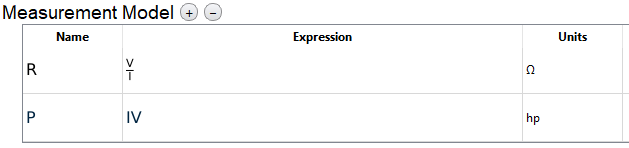 Measurement Model + −
Name Expression Units
R V/I Ω
P IV hp